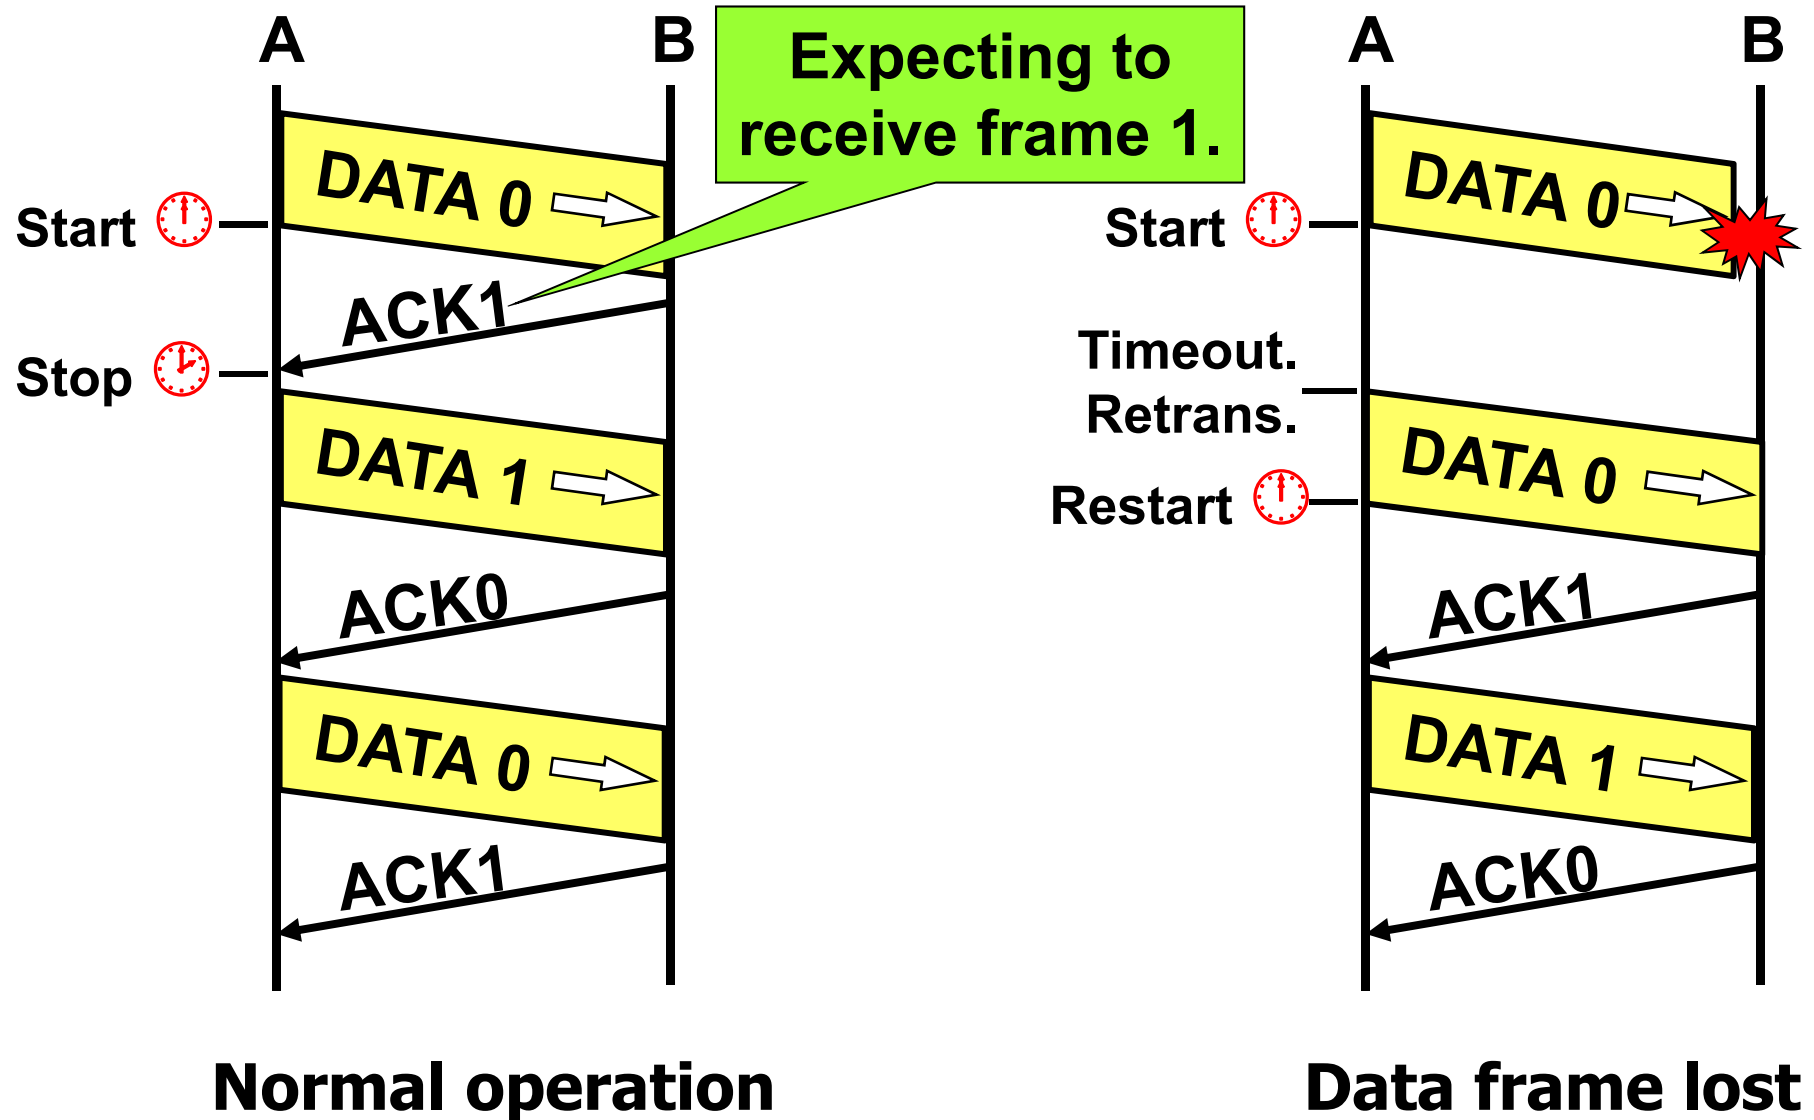 A
B
Expecting to
receive frame 1.
DATA 0
Start
ACK1
Stop
DATA 1
ACK0
DATA 0
ACK1
Normal operation
A
B
DATA 0
Start
Timeout.
Retrans.
DATA 0
Restart
ACK1
DATA 1
ACK0
Data frame lost